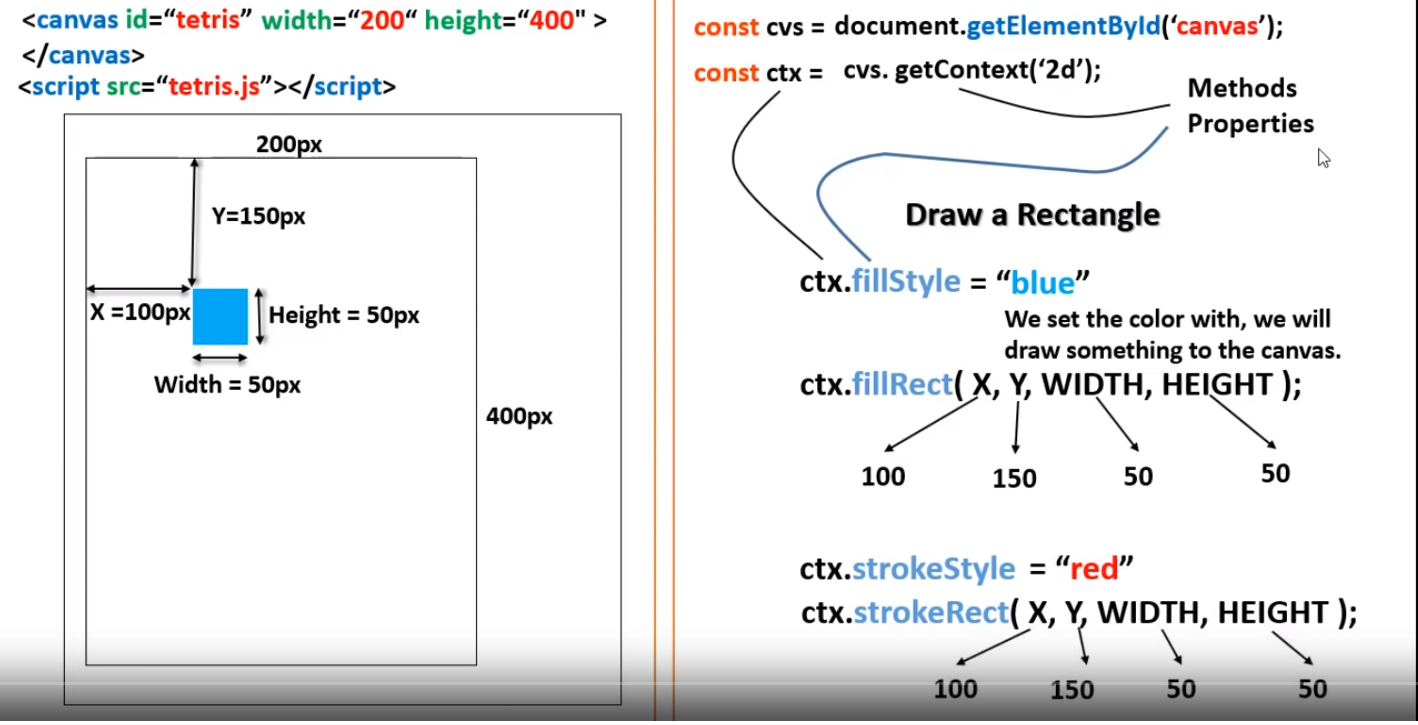 <canvas id=“tetris” width=“200“ height=“400" >
</canvas>
<script src=“tetris.js”></script>
200px
Y=150px
X =100px
Height = 50px
Width = 50px
400px
const cvs = document.getElementById(‘canvas’);
const ctx = cvs. getContext(‘2d’);
Methods
Properties
Draw a Rectangle
ctx.fillStyle = “blue”
We set the color with, we will
draw something to the canvas.
ctx.fillRect( X, Y, WIDTH, HEIGHT );
100 150 50 50
ctx.strokeStyle = “red”
ctx.strokeRect( X, Y, WIDTH, HEIGHT );
100 150 50 50